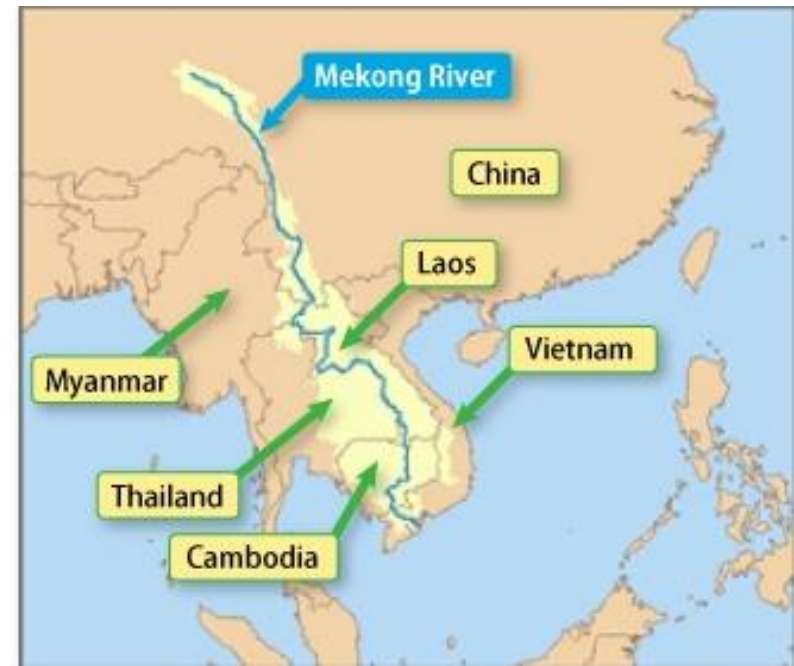 Mekong River
China
Laos
Vietnam
Myanmar
Thailand
Cambodia